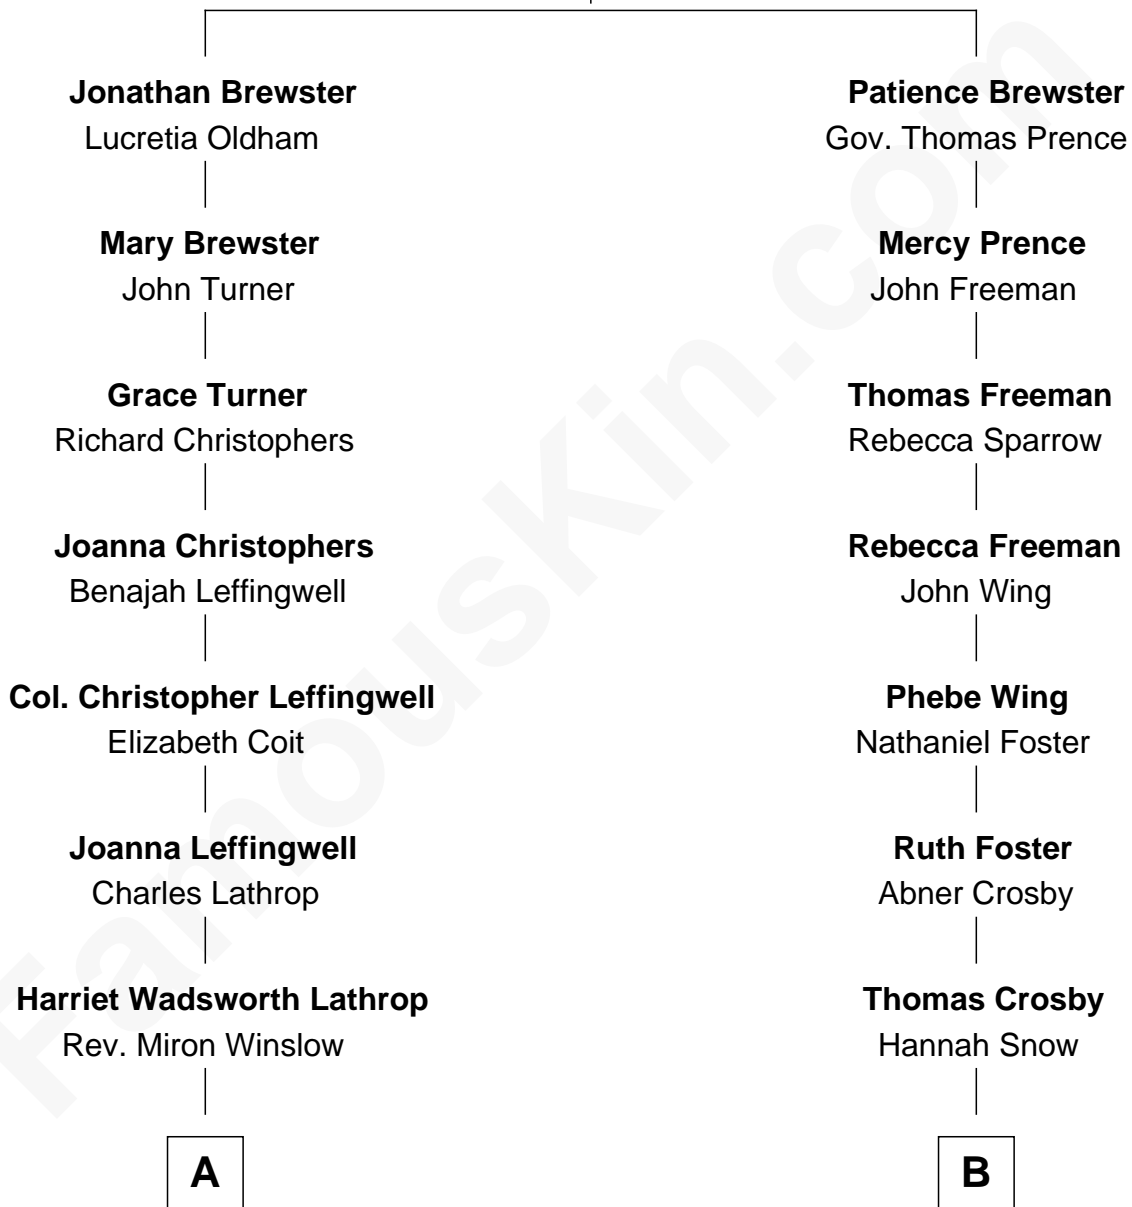 Jonathan Brewster
Lucretia Oldham
Mary Brewster
John Turner
Grace Turner
Richard Christophers
Joanna Christophers
Benajah Leffingwell
Col. Christopher Leffingwell
Elizabeth Coit
Joanna Leffingwell
Charles Lathrop
Harriet Wadsworth Lathrop
Rev. Miron Winslow
A
Patience Brewster
Gov. Thomas Prence
Mercy Prence
John Freeman
Thomas Freeman
Rebecca Sparrow
Rebecca Freeman
John Wing
Phebe Wing
Nathaniel Foster
Ruth Foster
Abner Crosby
Thomas Crosby
Hannah Snow
B
FamousKin.com